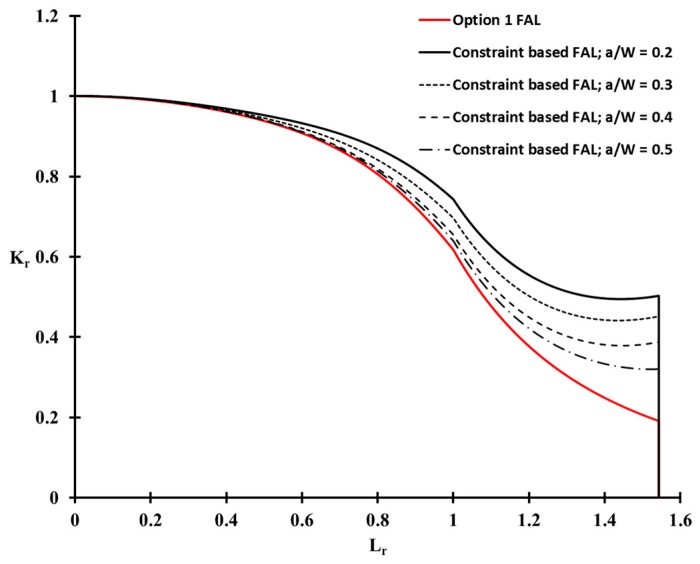 1.2
1
0.8
0.6
0.4
0.2
0
Kr
Option 1 FAL
Constraint based FAL; a/W = 0.2
Constraint based FAL; a/W = 0.3
Constraint based FAL; a/W = 0.4
Constraint based FAL; a/W = 0.5
0 0.2 0.4 0.6 0.8 1 1.2 1.4 1.6
Lr